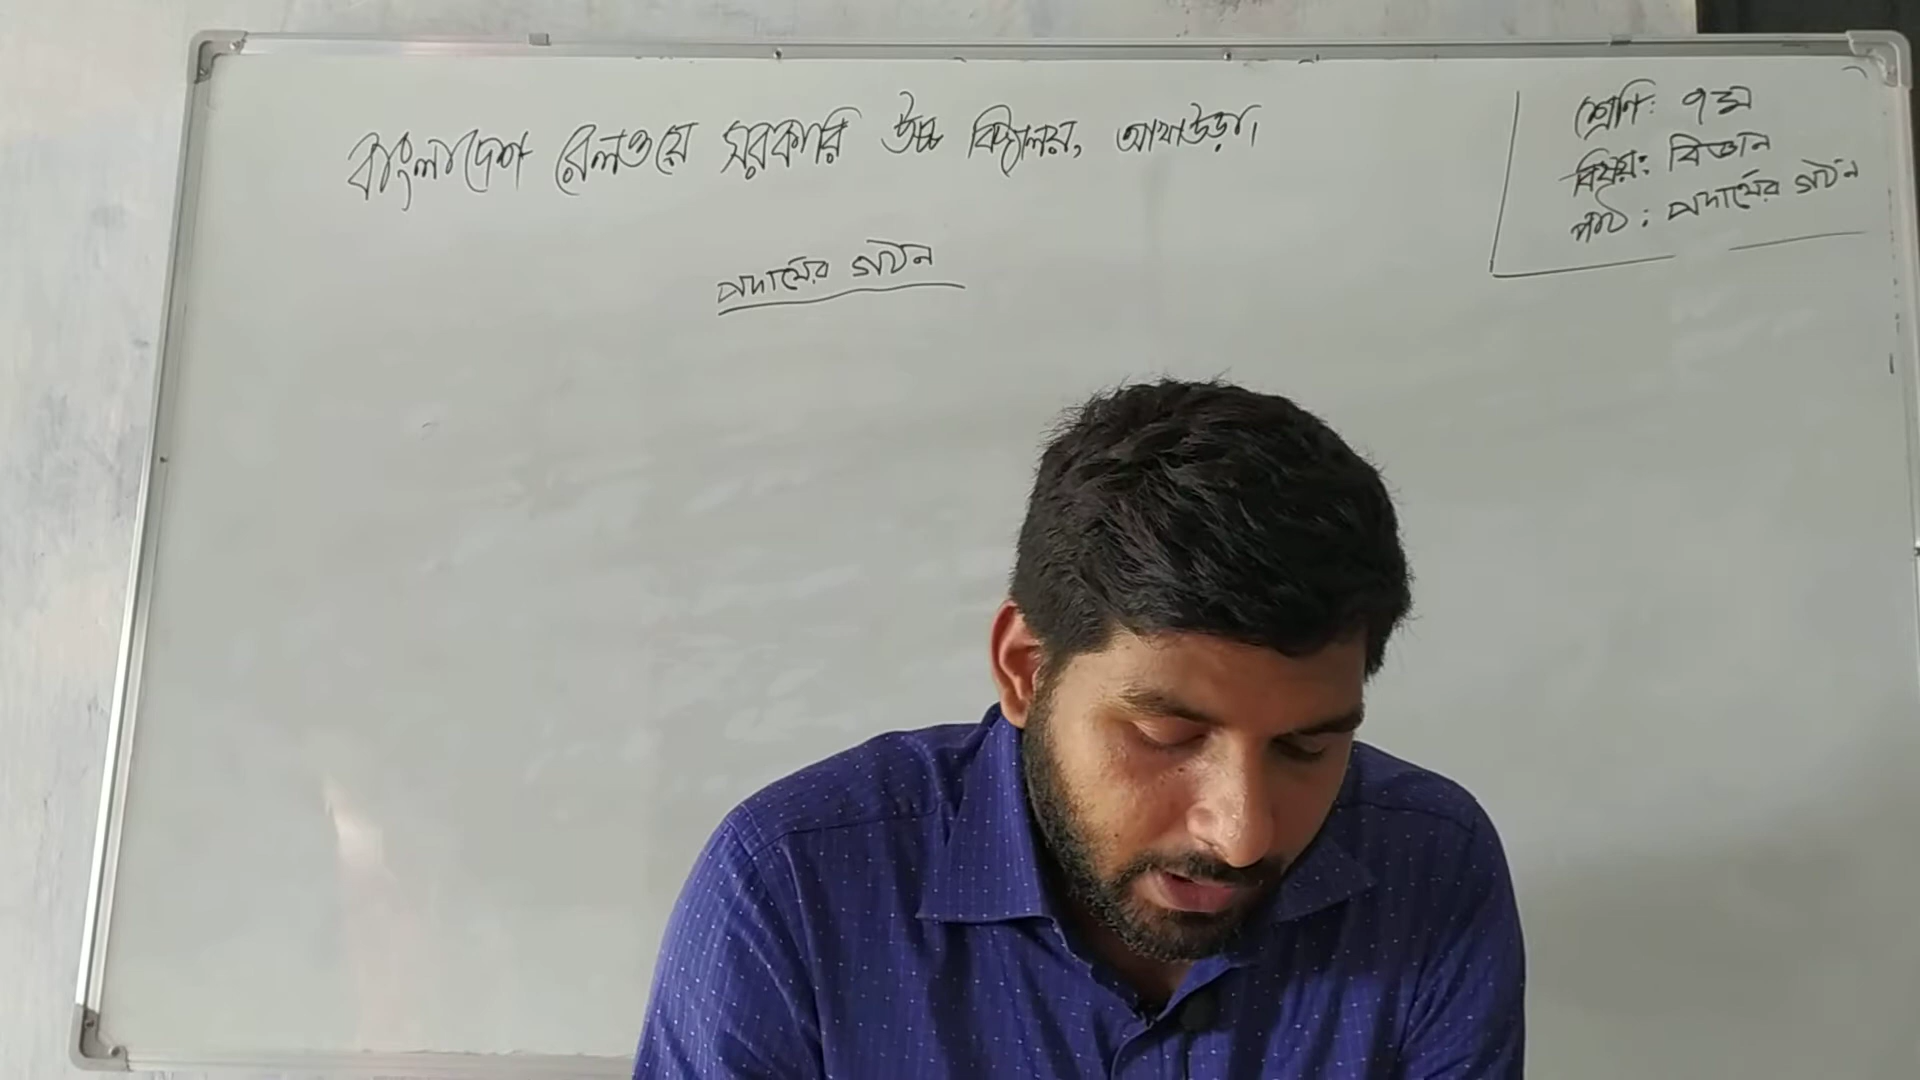 বাংলাদেশ রেলওয়ে সরকারি উচ্চ বিদ্যালয়, আখাউড়া।
শ্রেণি: ৭ম
বিষয়: বিজ্ঞান
পাঠ: পদার্থের গঠন
পদার্থের গঠন